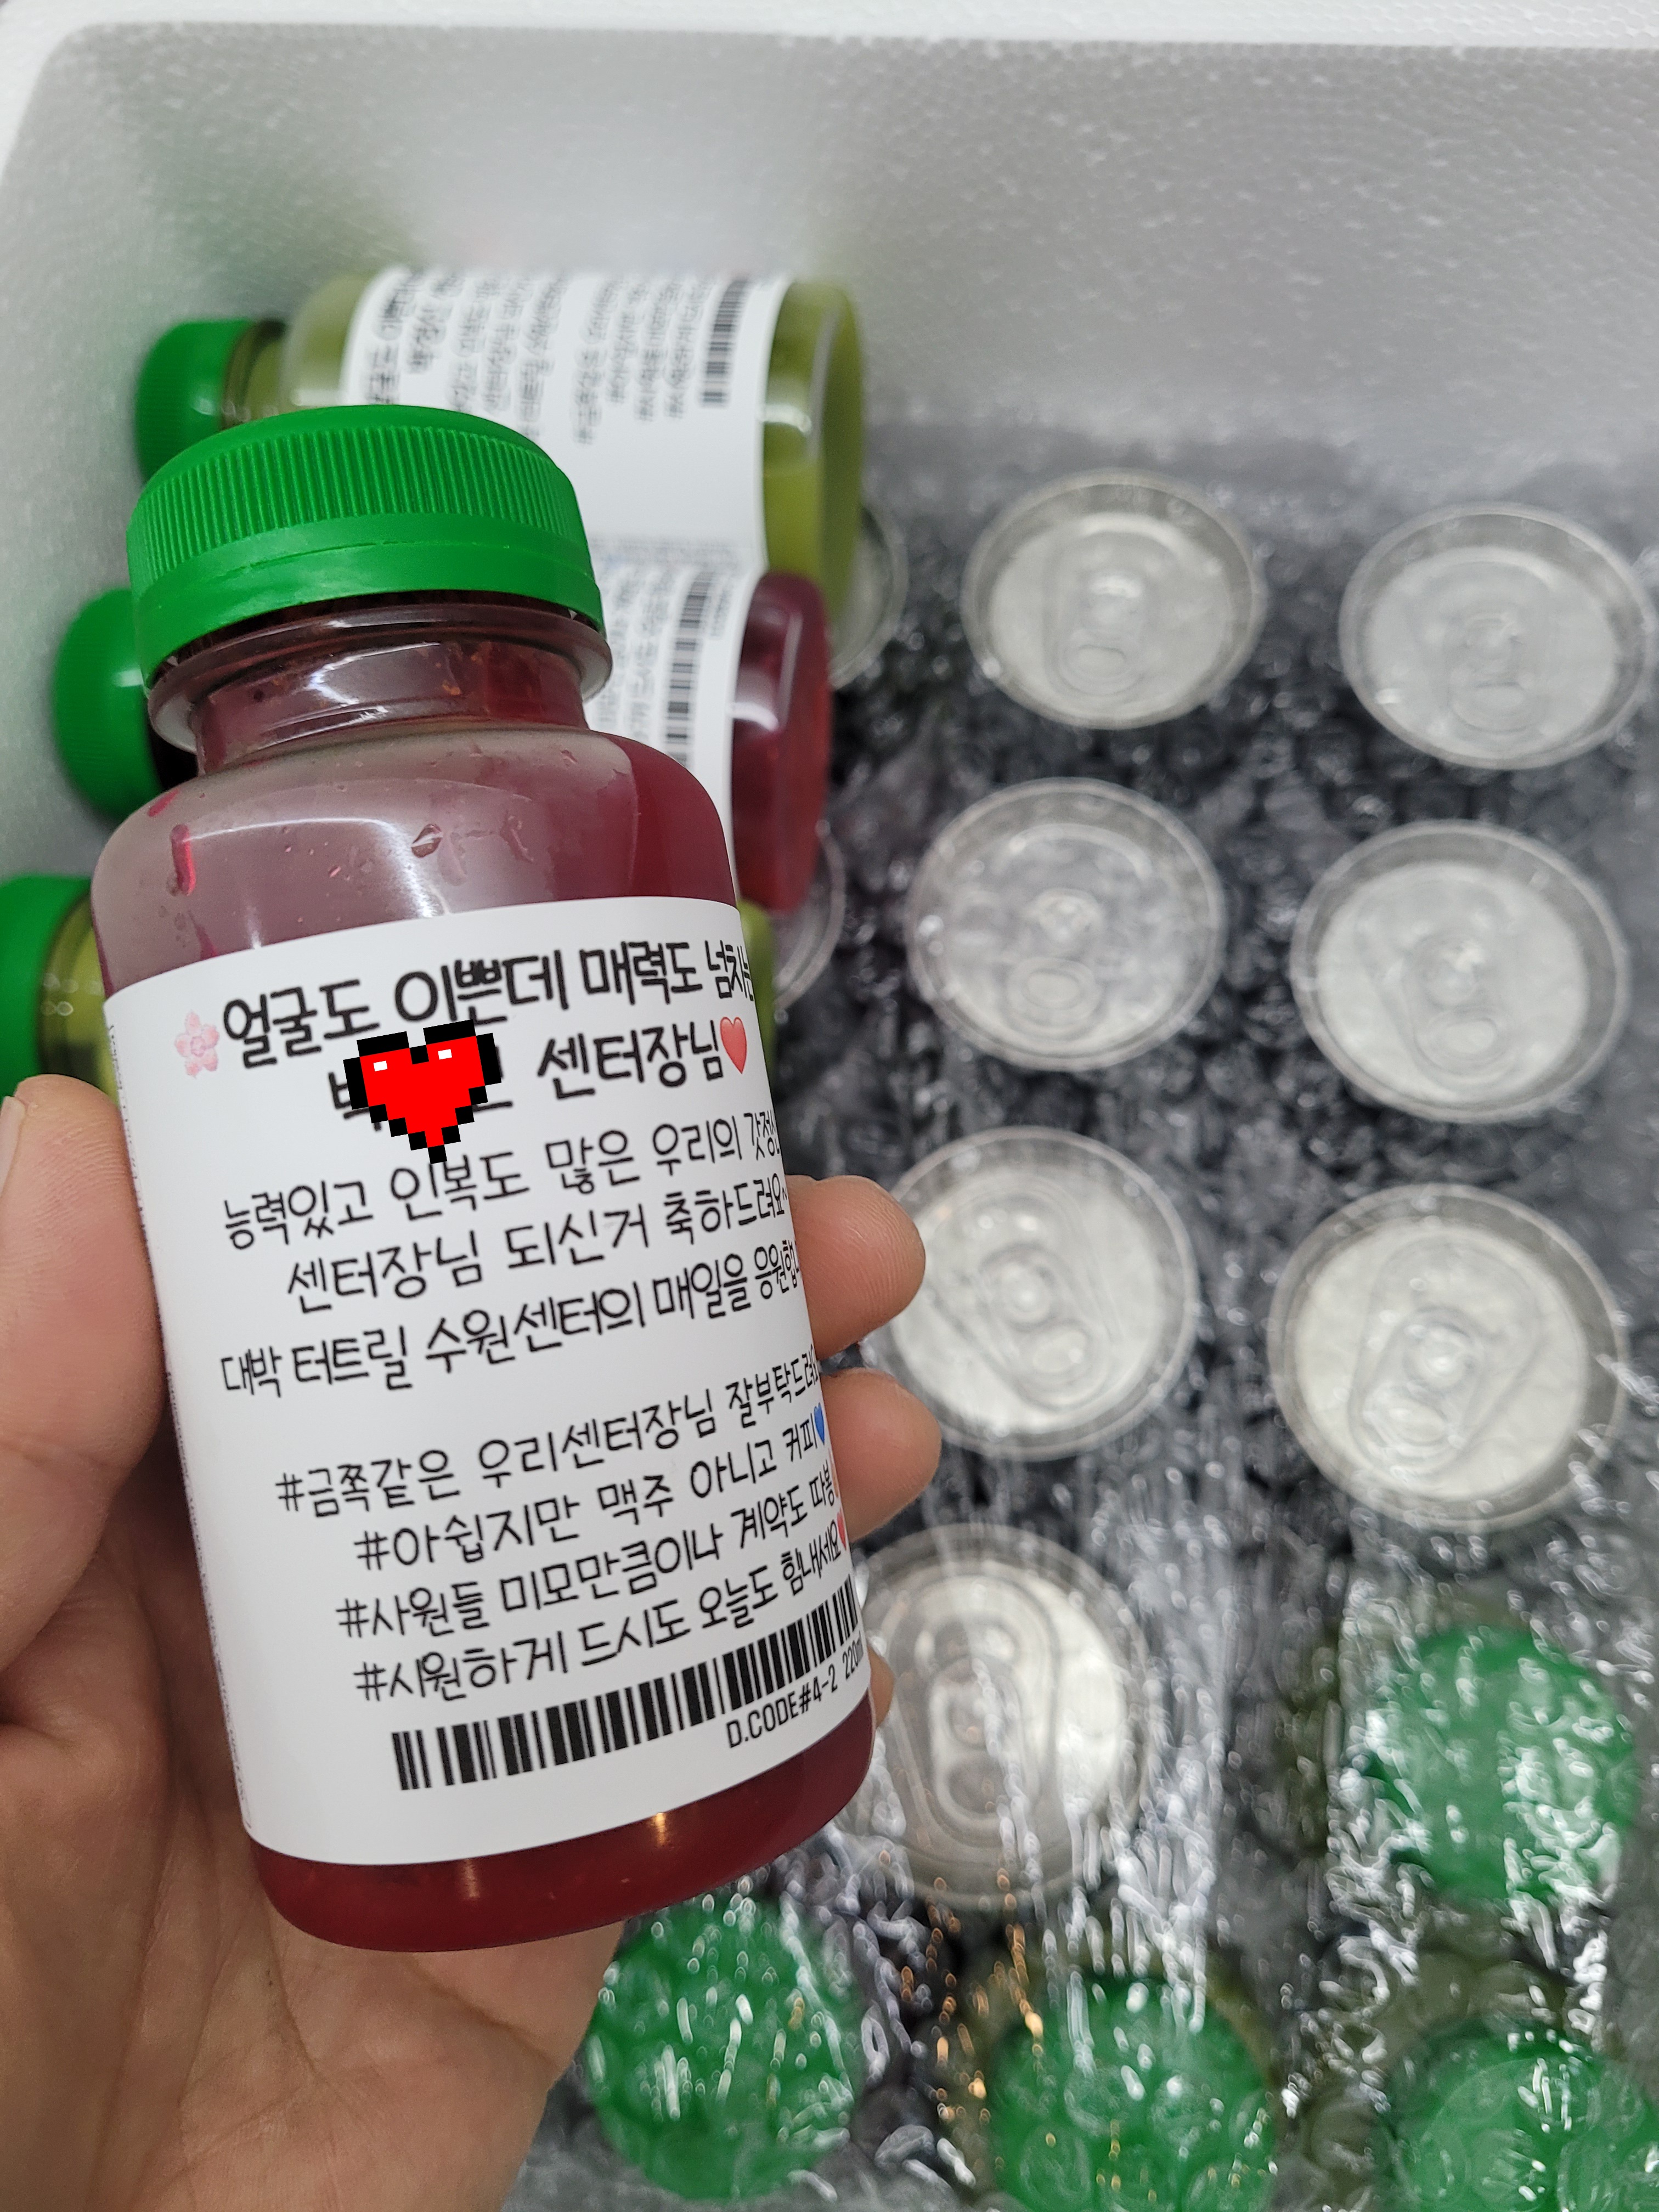 얼굴도 이쁜데 매력도 넘치는
센터장님
능력있고 인복도 많은 우리의
센터장님 되신거 축하드려요~
대박 터트릴 수원센터의 매일을
#금쪽같은 우리센터장님 잘부탁드려요
#아쉽지만 맥주 아니고 커피
#사원들 미모만큼이나 계약도 따봉
#시원하게 드시도 오늘도 힘내세요
D.CODE#4-2 220ml